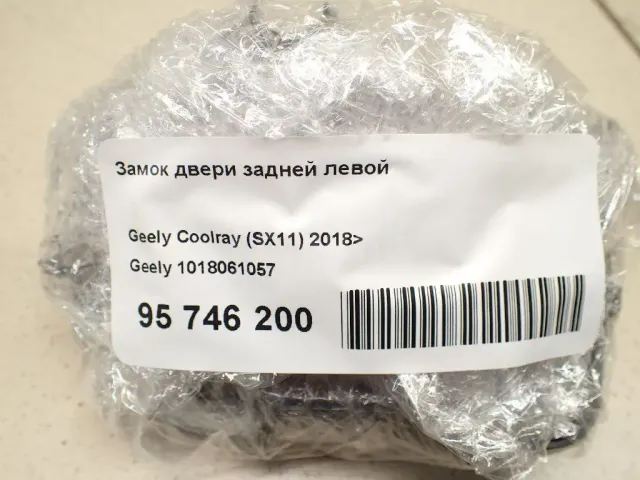 Замок двери задней левой
Geely Coolray (SX11) 2018>
Geely 1018061057
95 746 200